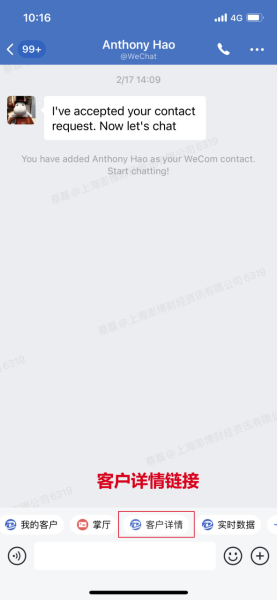 10:16
4G
99+
Anthony Hao
@WeChat
2/17 14:09
I've accepted your contact
request. Now let's chat
You have added Anthony Hao as your WeCom contact.
Start chatting!
客户详情链接
我的客户
掌厅
客户详情
实时数据